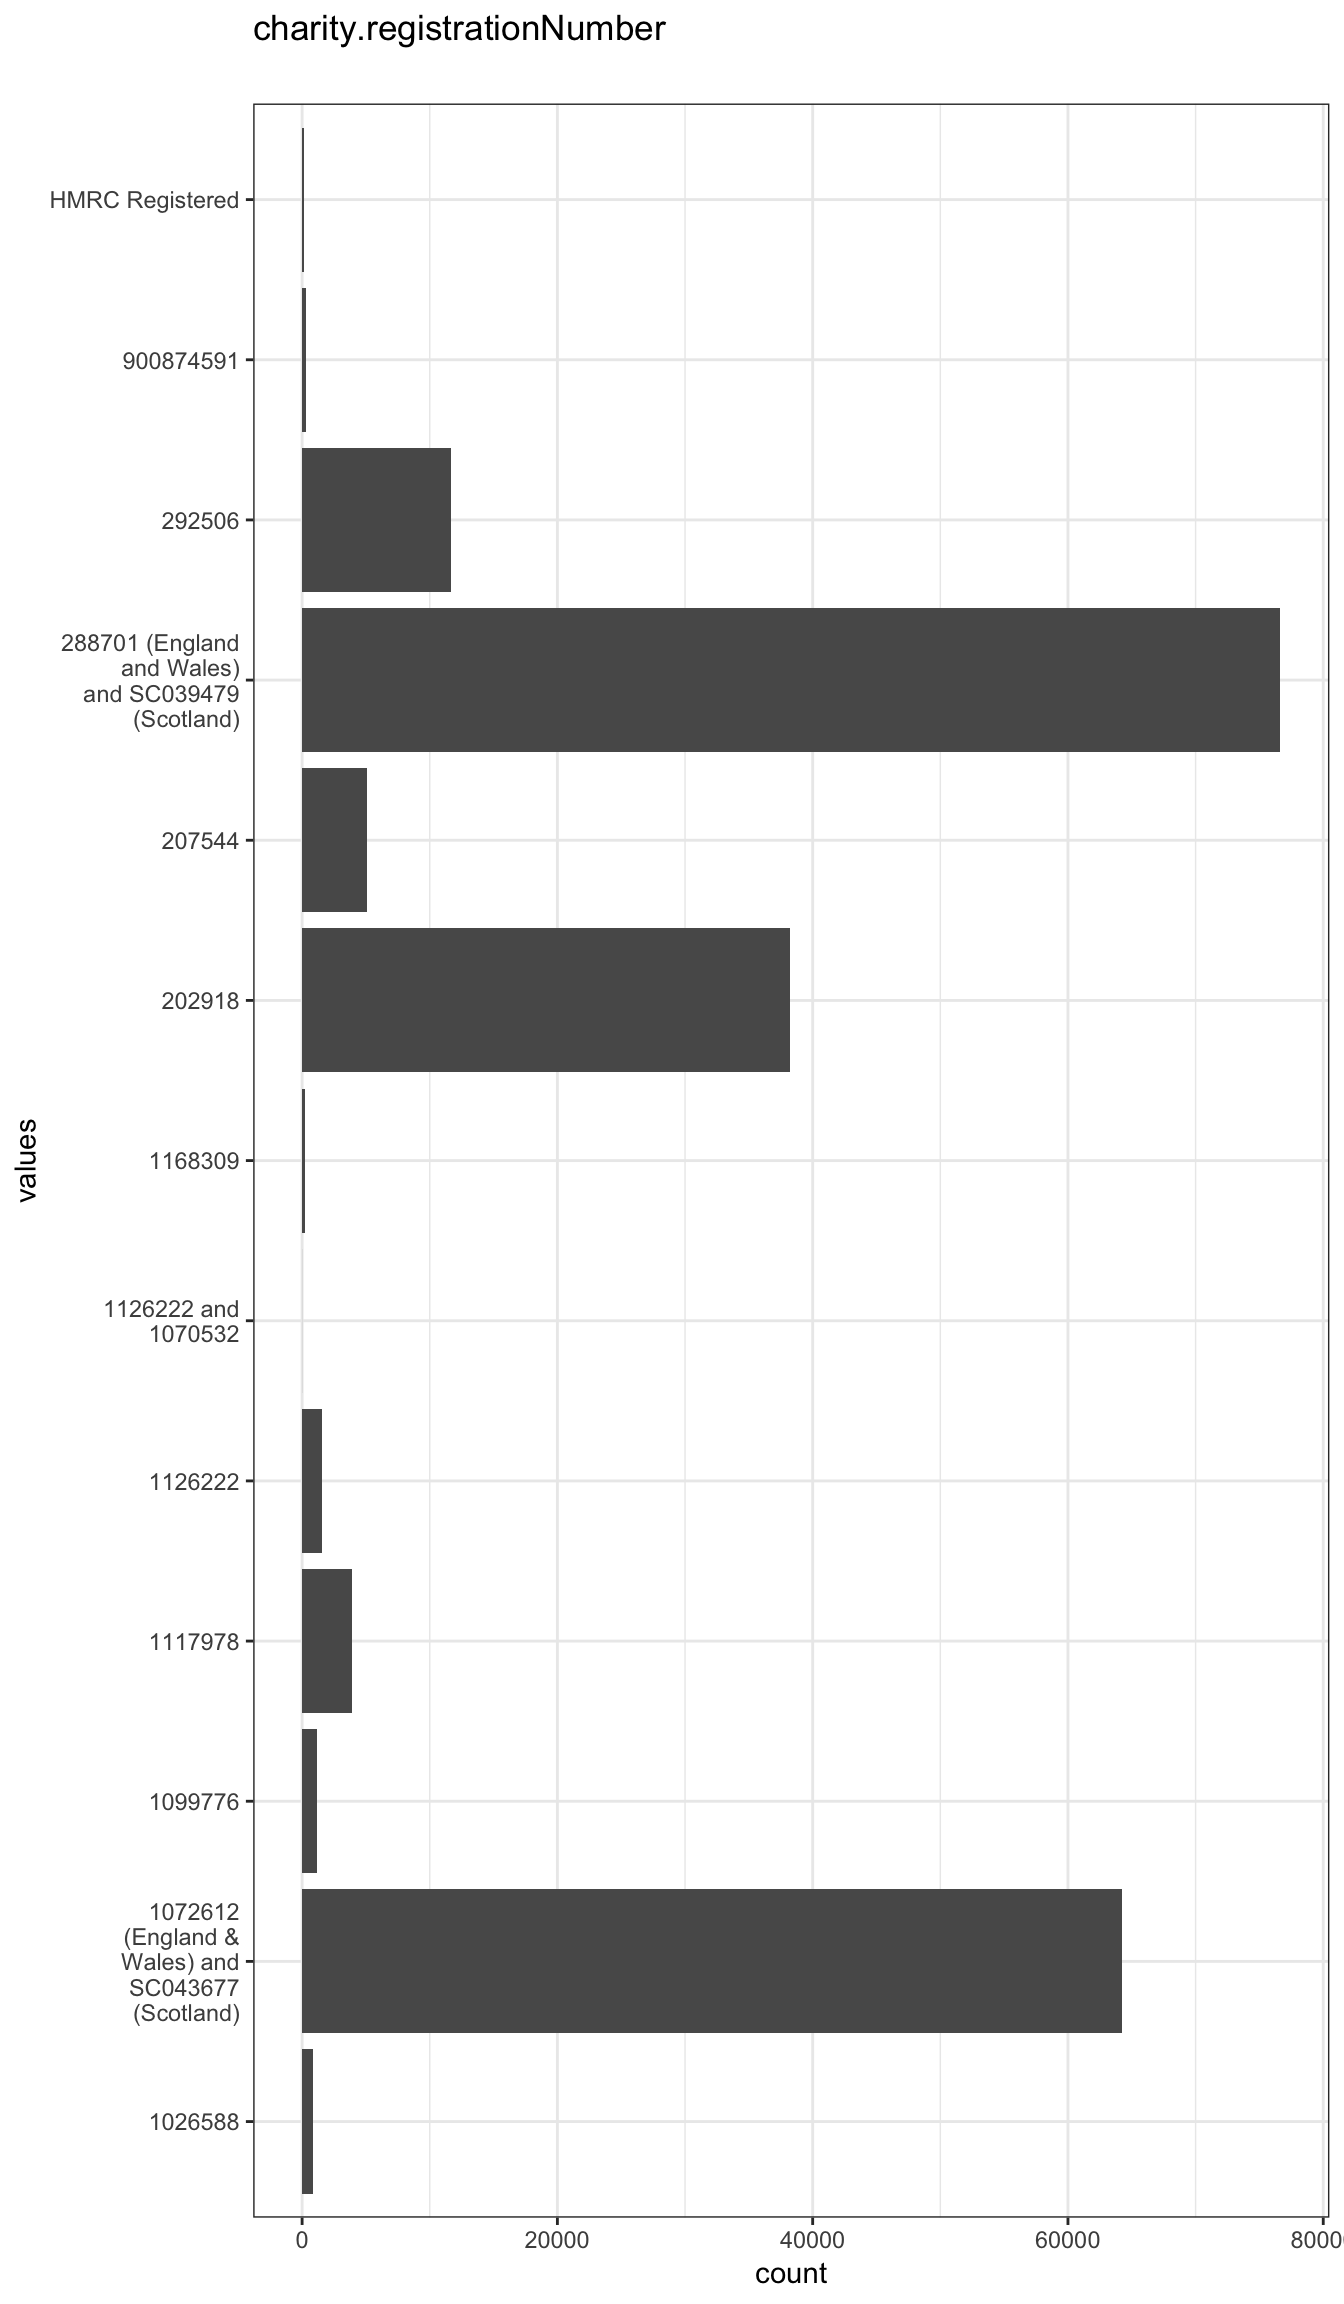 charity.registrationNumber
HMRC Registered
900874591
292506
288701 (England
and Wales)
and SC039479
(Scotland)
207544
202918
1168309
1126222 and
1070532
1126222
1117978
1099776
1072612
(England &
Wales) and
SC043677
(Scotland)
1026588
values
0 20000 40000 60000 8000
count